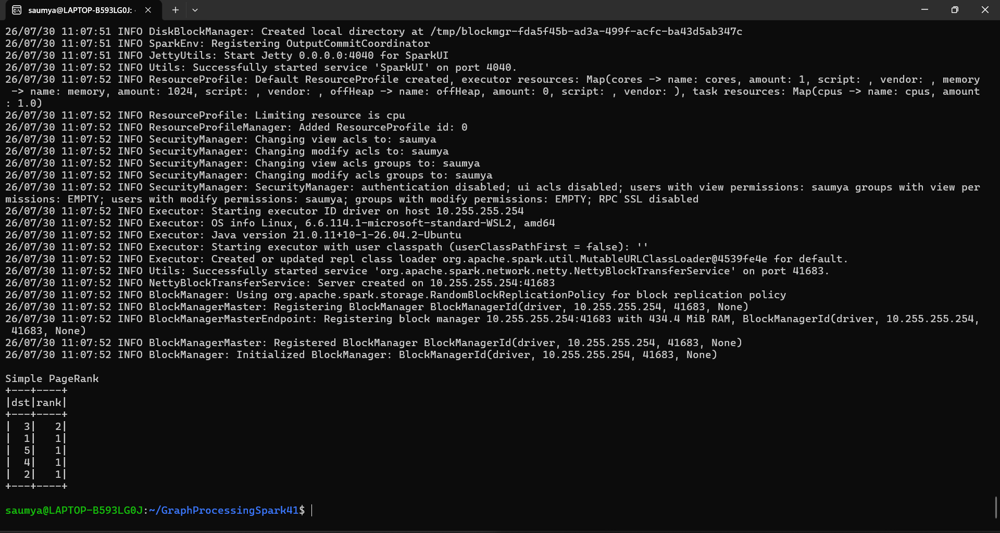 saumya@LAPTOP-B593LG0J: ·
26/07/30 11:07:51 INFO DiskBlockManager: Created local directory at /tmp/blockmgr-fda5f45b-ad3a-499f-acfc-ba43d5ab347c
26/07/30 11:07:51 INFO SparkEnv: Registering OutputCommitCoordinator
26/07/30 11:07:51 INFO JettyUtils: Start Jetty 0.0.0.0:4040 for SparkUI
26/07/30 11:07:52 INFO Utils: Successfully started service 'SparkUI' on port 4040.
26/07/30 11:07:52 INFO ResourceProfile: Default ResourceProfile created, executor resources: Map(cores -> name: cores, amount: 1, script: , vendor: , memory
 -> name: memory, amount: 1024, script: , vendor: , offHeap -> name: offHeap, amount: 0, script: , vendor: ), task resources: Map(cpus -> name: cpus, amount
: 1.0)
26/07/30 11:07:52 INFO ResourceProfile: Limiting resource is cpu
26/07/30 11:07:52 INFO ResourceProfileManager: Added ResourceProfile id: 0
26/07/30 11:07:52 INFO SecurityManager: Changing view acls to: saumya
26/07/30 11:07:52 INFO SecurityManager: Changing modify acls to: saumya
26/07/30 11:07:52 INFO SecurityManager: Changing view acls groups to: saumya
26/07/30 11:07:52 INFO SecurityManager: Changing modify acls groups to: saumya
26/07/30 11:07:52 INFO SecurityManager: SecurityManager: authentication disabled; ui acls disabled; users with view permissions: saumya groups with view per
missions: EMPTY; users with modify permissions: saumya; groups with modify permissions: EMPTY; RPC SSL disabled
26/07/30 11:07:52 INFO Executor: Starting executor ID driver on host 10.255.255.254
26/07/30 11:07:52 INFO Executor: OS info Linux, 6.6.114.1-microsoft-standard-WSL2, amd64
26/07/30 11:07:52 INFO Executor: Java version 21.0.11+10-1-26.04.2-Ubuntu
26/07/30 11:07:52 INFO Executor: Starting executor with user classpath (userClassPathFirst = false): ''
26/07/30 11:07:52 INFO Executor: Created or updated repl class loader org.apache.spark.util.MutableURLClassLoader@4539fe4e for default.
26/07/30 11:07:52 INFO Utils: Successfully started service 'org.apache.spark.network.netty.NettyBlockTransferService' on port 41683.
26/07/30 11:07:52 INFO NettyBlockTransferService: Server created on 10.255.255.254:41683
26/07/30 11:07:52 INFO BlockManager: Using org.apache.spark.storage.RandomBlockReplicationPolicy for block replication policy
26/07/30 11:07:52 INFO BlockManagerMaster: Registering BlockManager BlockManagerId(driver, 10.255.255.254, 41683, None)
26/07/30 11:07:52 INFO BlockManagerMasterEndpoint: Registering block manager 10.255.255.254:41683 with 434.4 MiB RAM, BlockManagerId(driver, 10.255.255.254,
 41683, None)
26/07/30 11:07:52 INFO BlockManagerMaster: Registered BlockManager BlockManagerId(driver, 10.255.255.254, 41683, None)
26/07/30 11:07:52 INFO BlockManager: Initialized BlockManager: BlockManagerId(driver, 10.255.255.254, 41683, None)

Simple PageRank
+---+----+
|dst|rank|
+---+----+
|  3|   2|
|  1|   1|
|  5|   1|
|  4|   1|
|  2|   1|
+---+----+

saumya@LAPTOP-B593LG0J:~/GraphProcessingSpark41$